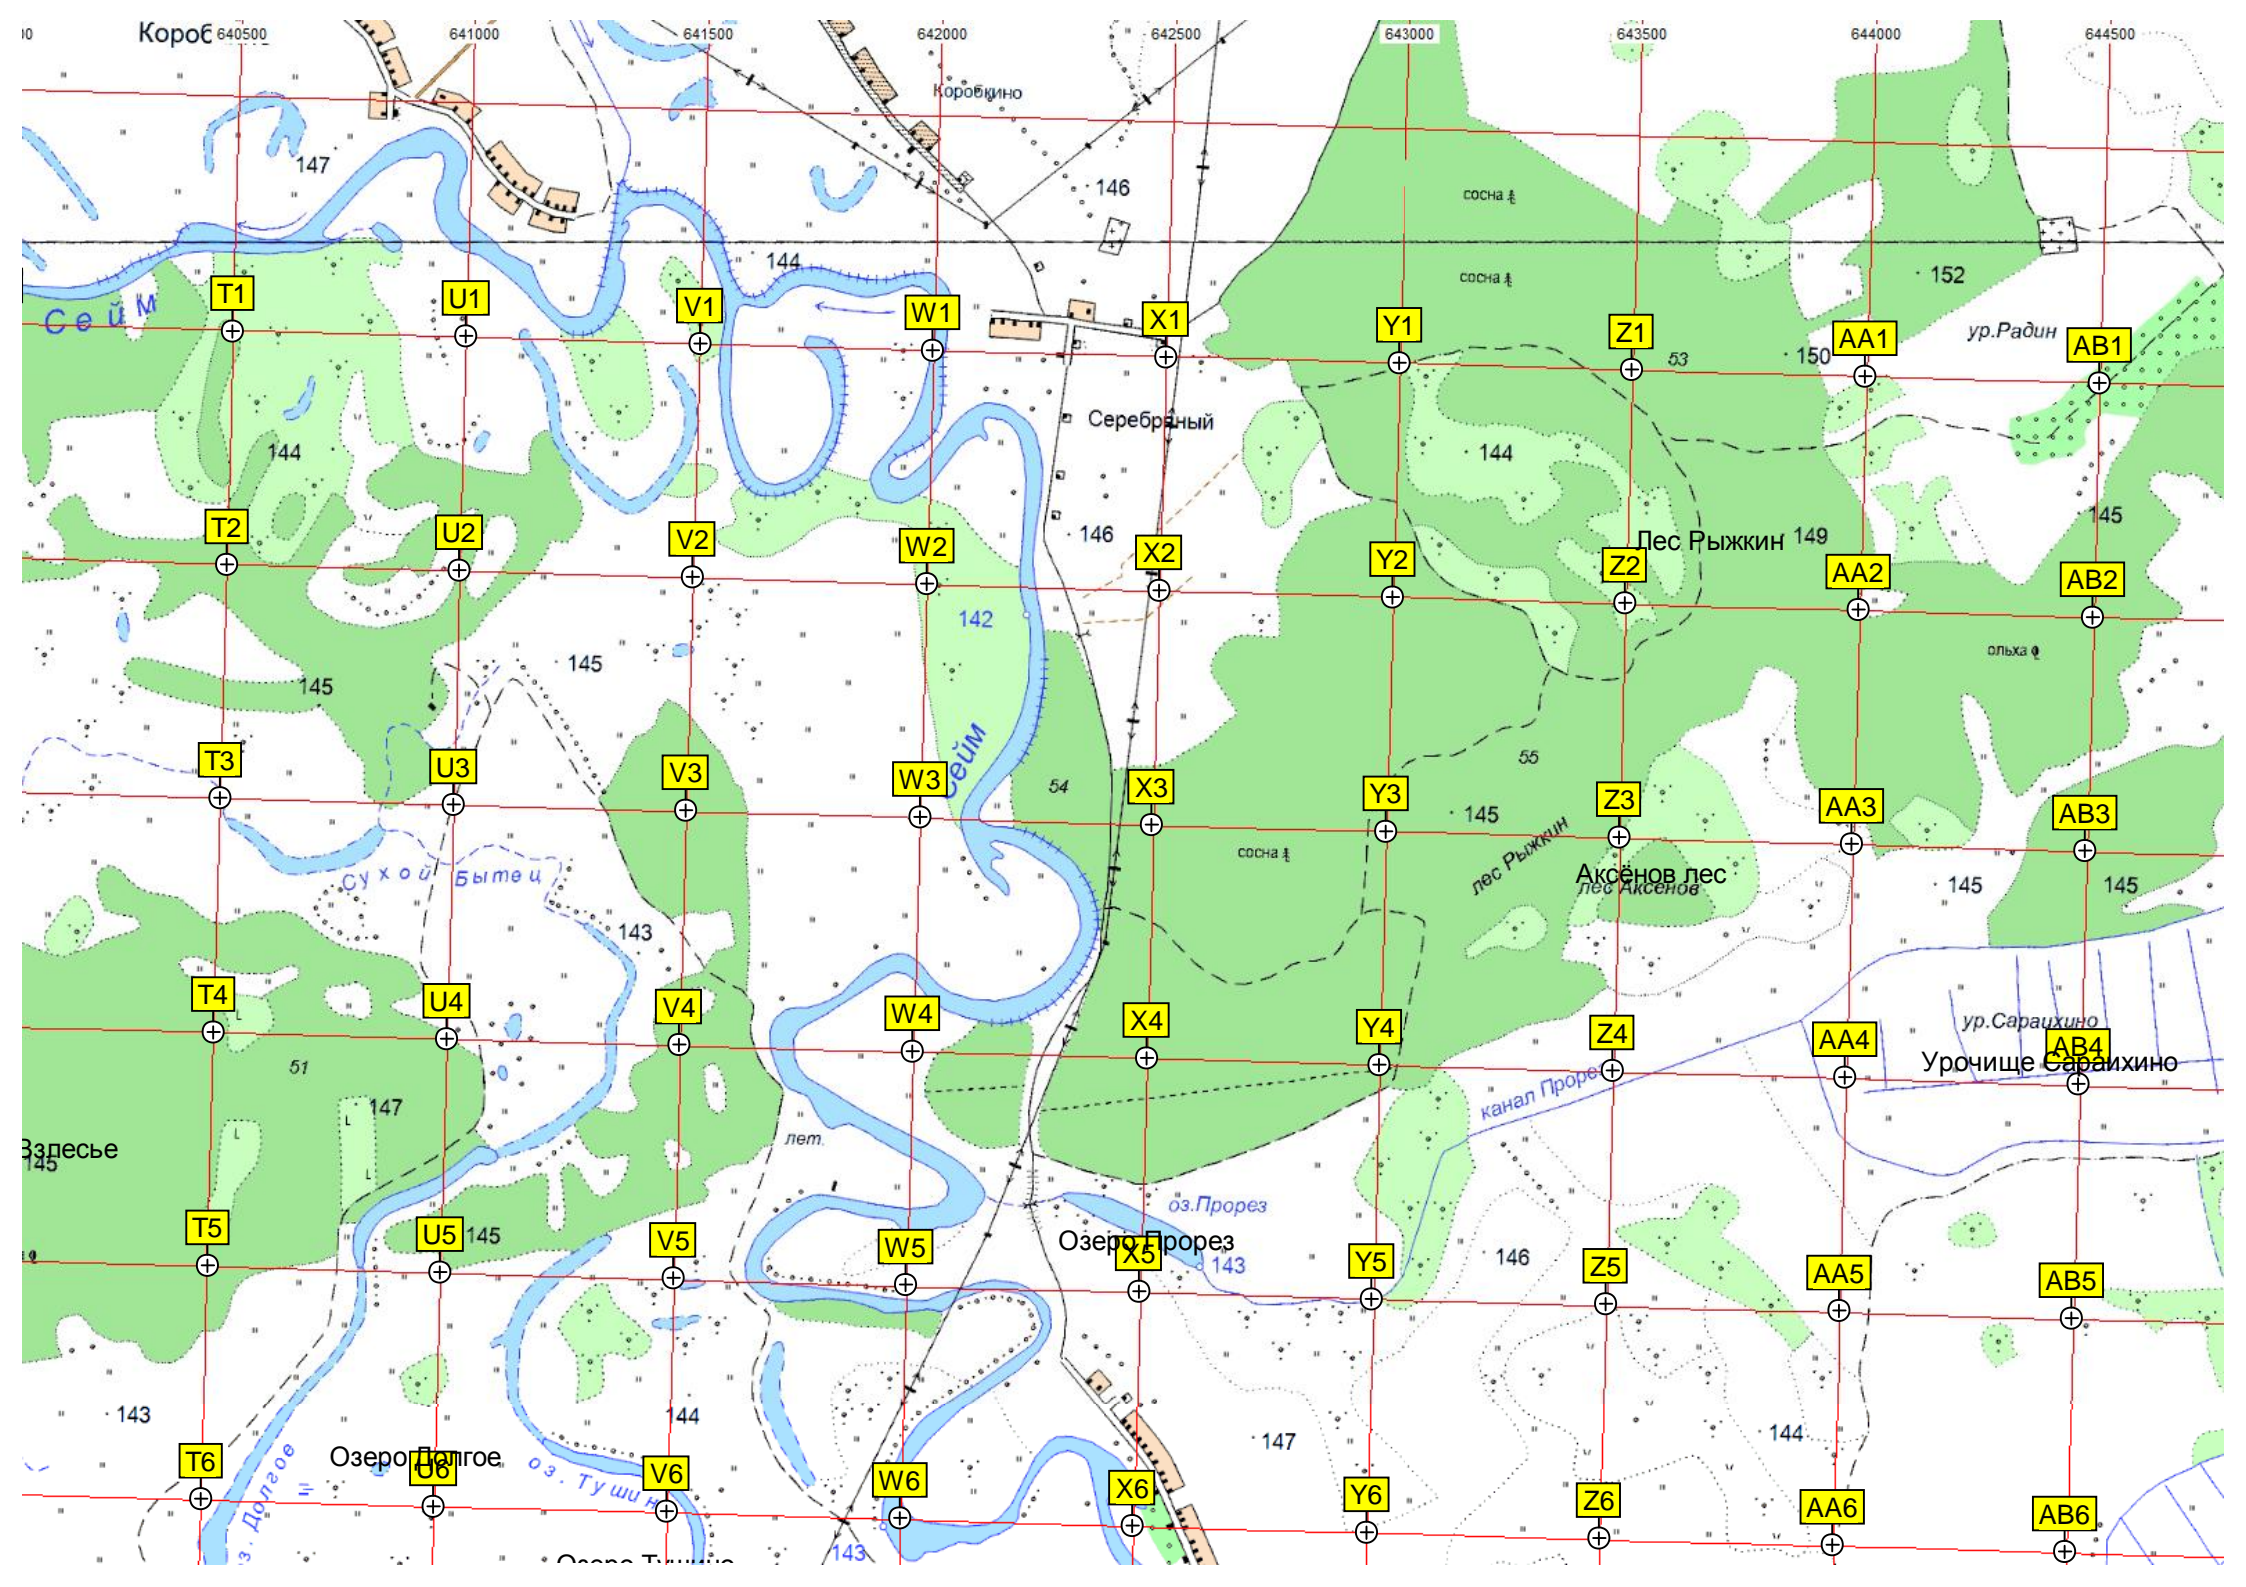 00 Короб 640500 641000 641500 642000 642500 643000 643500 644000 644500
Коробкино
147
146
сосна
144
сосна
152
Сейм
T1 U1 V1 W1 X1 Y1 Z1 AA1 AB1
ур.Радин
53
150
Серебряный
144
144
T2 U2 V2 W2 X2 Y2 Z2 AA2 AB2
146
Лес Рыжкин
149
145
142
145
145
ольха
Сейм
T3 U3 V3 W3 X3 Y3 Z3 AA3 AB3
54
55
145
сосна
лес Рыжкин
Аксёнов лес
лес Аксенов
145
145
Сухой Бытец
143
T4 U4 V4 W4 X4 Y4 Z4 AA4 AB4
ур.Сараихино
Урочище Сараихино
51
147
канал Проре
лет.
Взлесье
145
оз.Прорез
T5 U5 V5 W5 X5 Y5 Z5 AA5 AB5
145
Озеро Прорез
143
146
143
144
147
144
T6 U6 V6 W6 X6 Y6 Z6 AA6 AB6
Озеро Долгое
оз. Долгое
оз. Тушин
Озеро Тушино
143